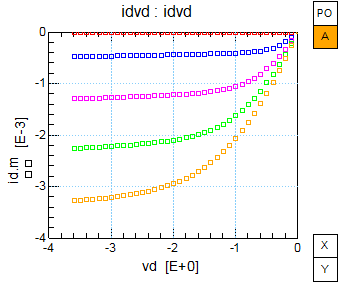 idvd : idvd
PO
A
0
-1
-2
-3
-4
id.m [E-3]
-4 -3 -2 -1 0
vd [E+0]
X
Y